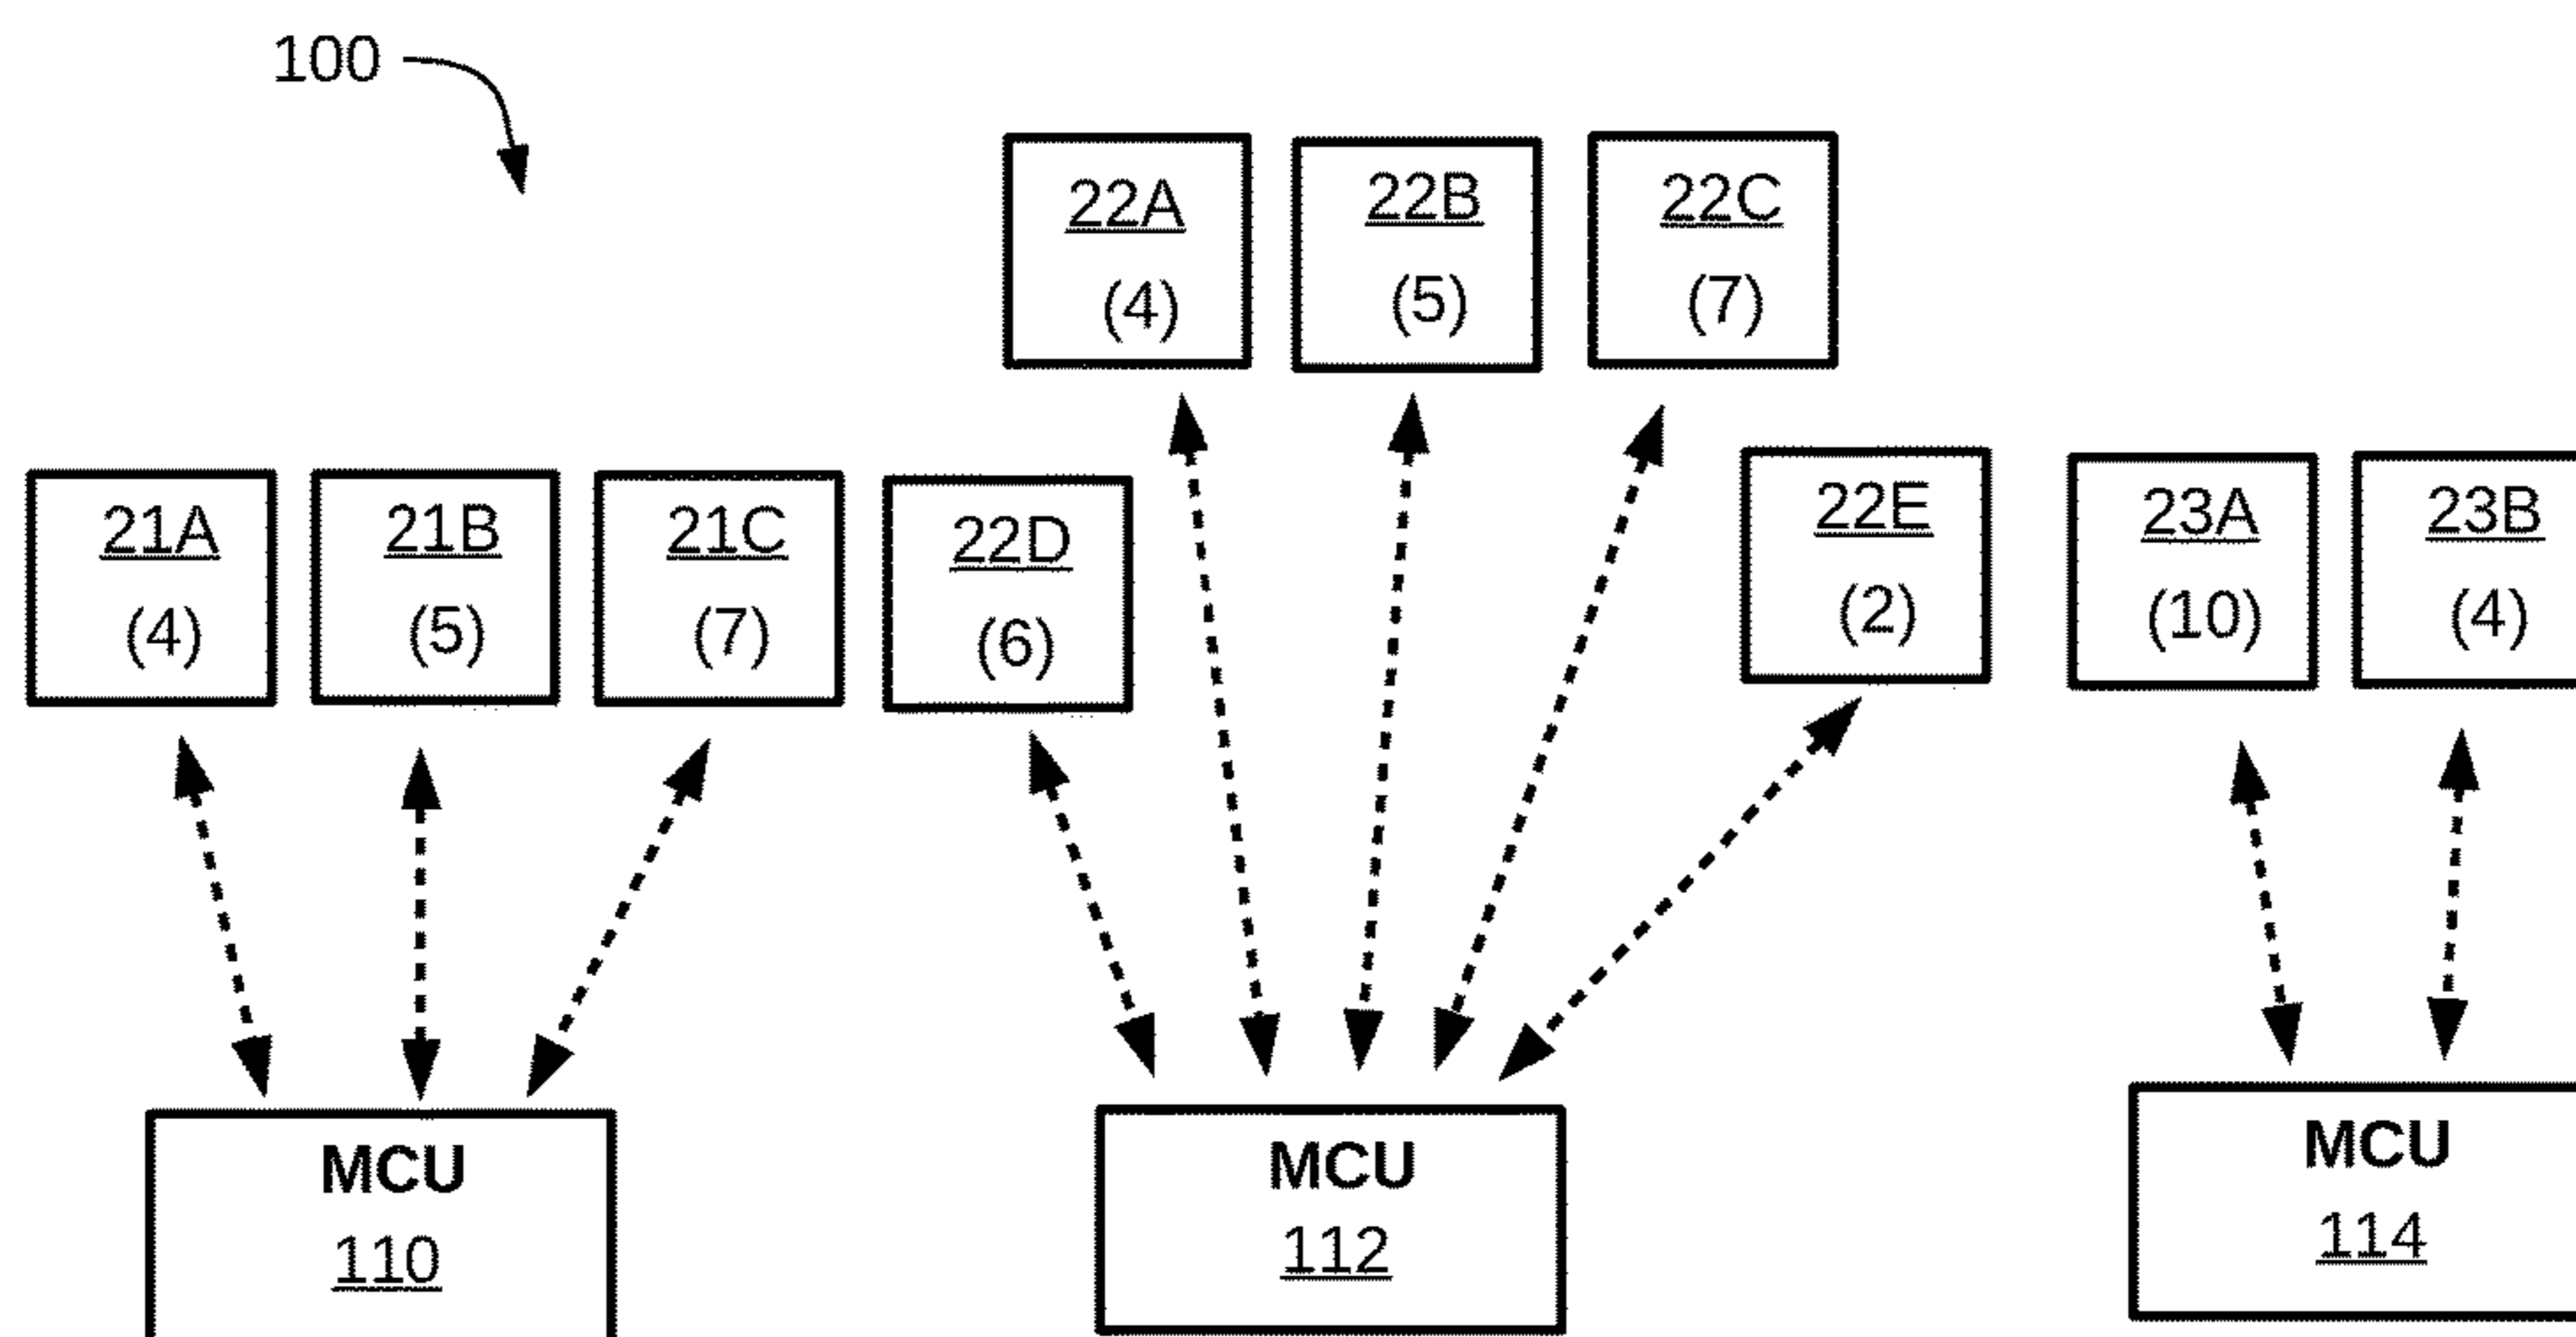 100
22A
(4)
22B
(5)
22C
(7)
21A
(4)
21B
(5)
21C
(7)
22D
(6)
22E
(2)
23A
(10)
23B
(4)
MCU
110
MCU
112
MCU
114